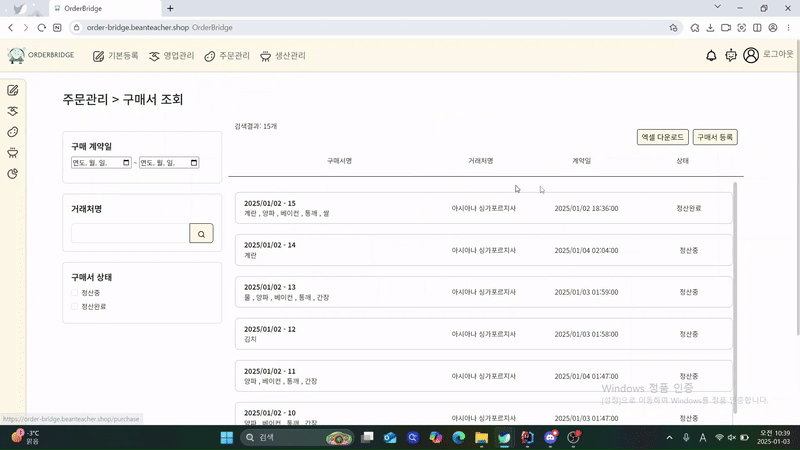 OrderBridge
order-bridge.beanteacher.shop OrderBridge
ORDERBRIDGE 기본등록 영업관리 주문관리 생산관리 로그아웃
주문관리 > 구매서 조회
구매 계약일
연도. 월. 일. ~ 연도. 월. 일.
거래처명
구매서 상태
정산중
정산완료
검색결과: 15개
엑셀 다운로드 구매서 등록
구매서명 거래처명 계약일 상태
2025/01/02 - 15
계란 , 양파 , 베이컨 , 통깨 , 쌀
아시아나 싱가포르지사 2025/01/02 18:36:00 정산완료
2025/01/02 - 14
계란
아시아나 싱가포르지사 2025/01/04 02:04:00 정산중
2025/01/02 - 13
물 , 양파 , 베이컨 , 통깨 , 간장
아시아나 싱가포르지사 2025/01/03 01:59:00 정산중
2025/01/02 - 12
김치
아시아나 싱가포르지사 2025/01/03 01:58:00 정산중
2025/01/02 - 11
양파 , 베이컨 , 통깨 , 간장
아시아나 싱가포르지사 2025/01/04 01:47:00 정산중
2025/01/02 - 10
양파 , 베이컨 , 통깨 , 간장
아시아나 싱가포르지사 2025/01/03 01:47:00 정산중
Windows 정품 인증
[설정]으로 이동하여 Windows를 정품 인증합니다.
https://order-bridge.beanteacher.shop/purchase
-3°C
맑음
검색
A
오전 10:39
2025-01-03